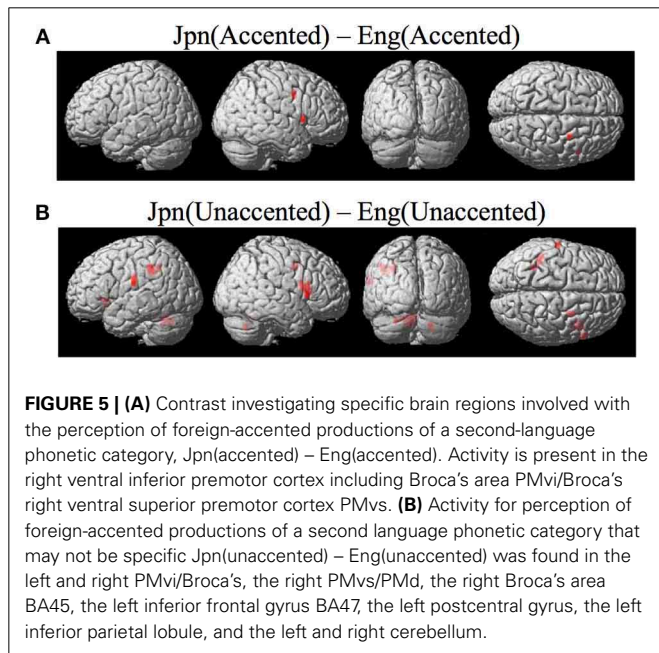 A
Jpn(Accented) – Eng(Accented)
B
Jpn(Unaccented) – Eng(Unaccented)
FIGURE 5 | (A) Contrast investigating specific brain regions involved with
the perception of foreign-accented productions of a second-language
phonetic category, Jpn(accented) – Eng(accented). Activity is present in the
right ventral inferior premotor cortex including Broca's area PMvi/Broca's
right ventral superior premotor cortex PMvs. (B) Activity for perception of
foreign-accented productions of a second language phonetic category that
may not be specific Jpn(unaccented) – Eng(unaccented) was found in the
left and right PMvi/Broca's, the right PMvs/PMd, the right Broca's area
BA45, the left inferior frontal gyrus BA47, the left postcentral gyrus, the left
inferior parietal lobule, and the left and right cerebellum.